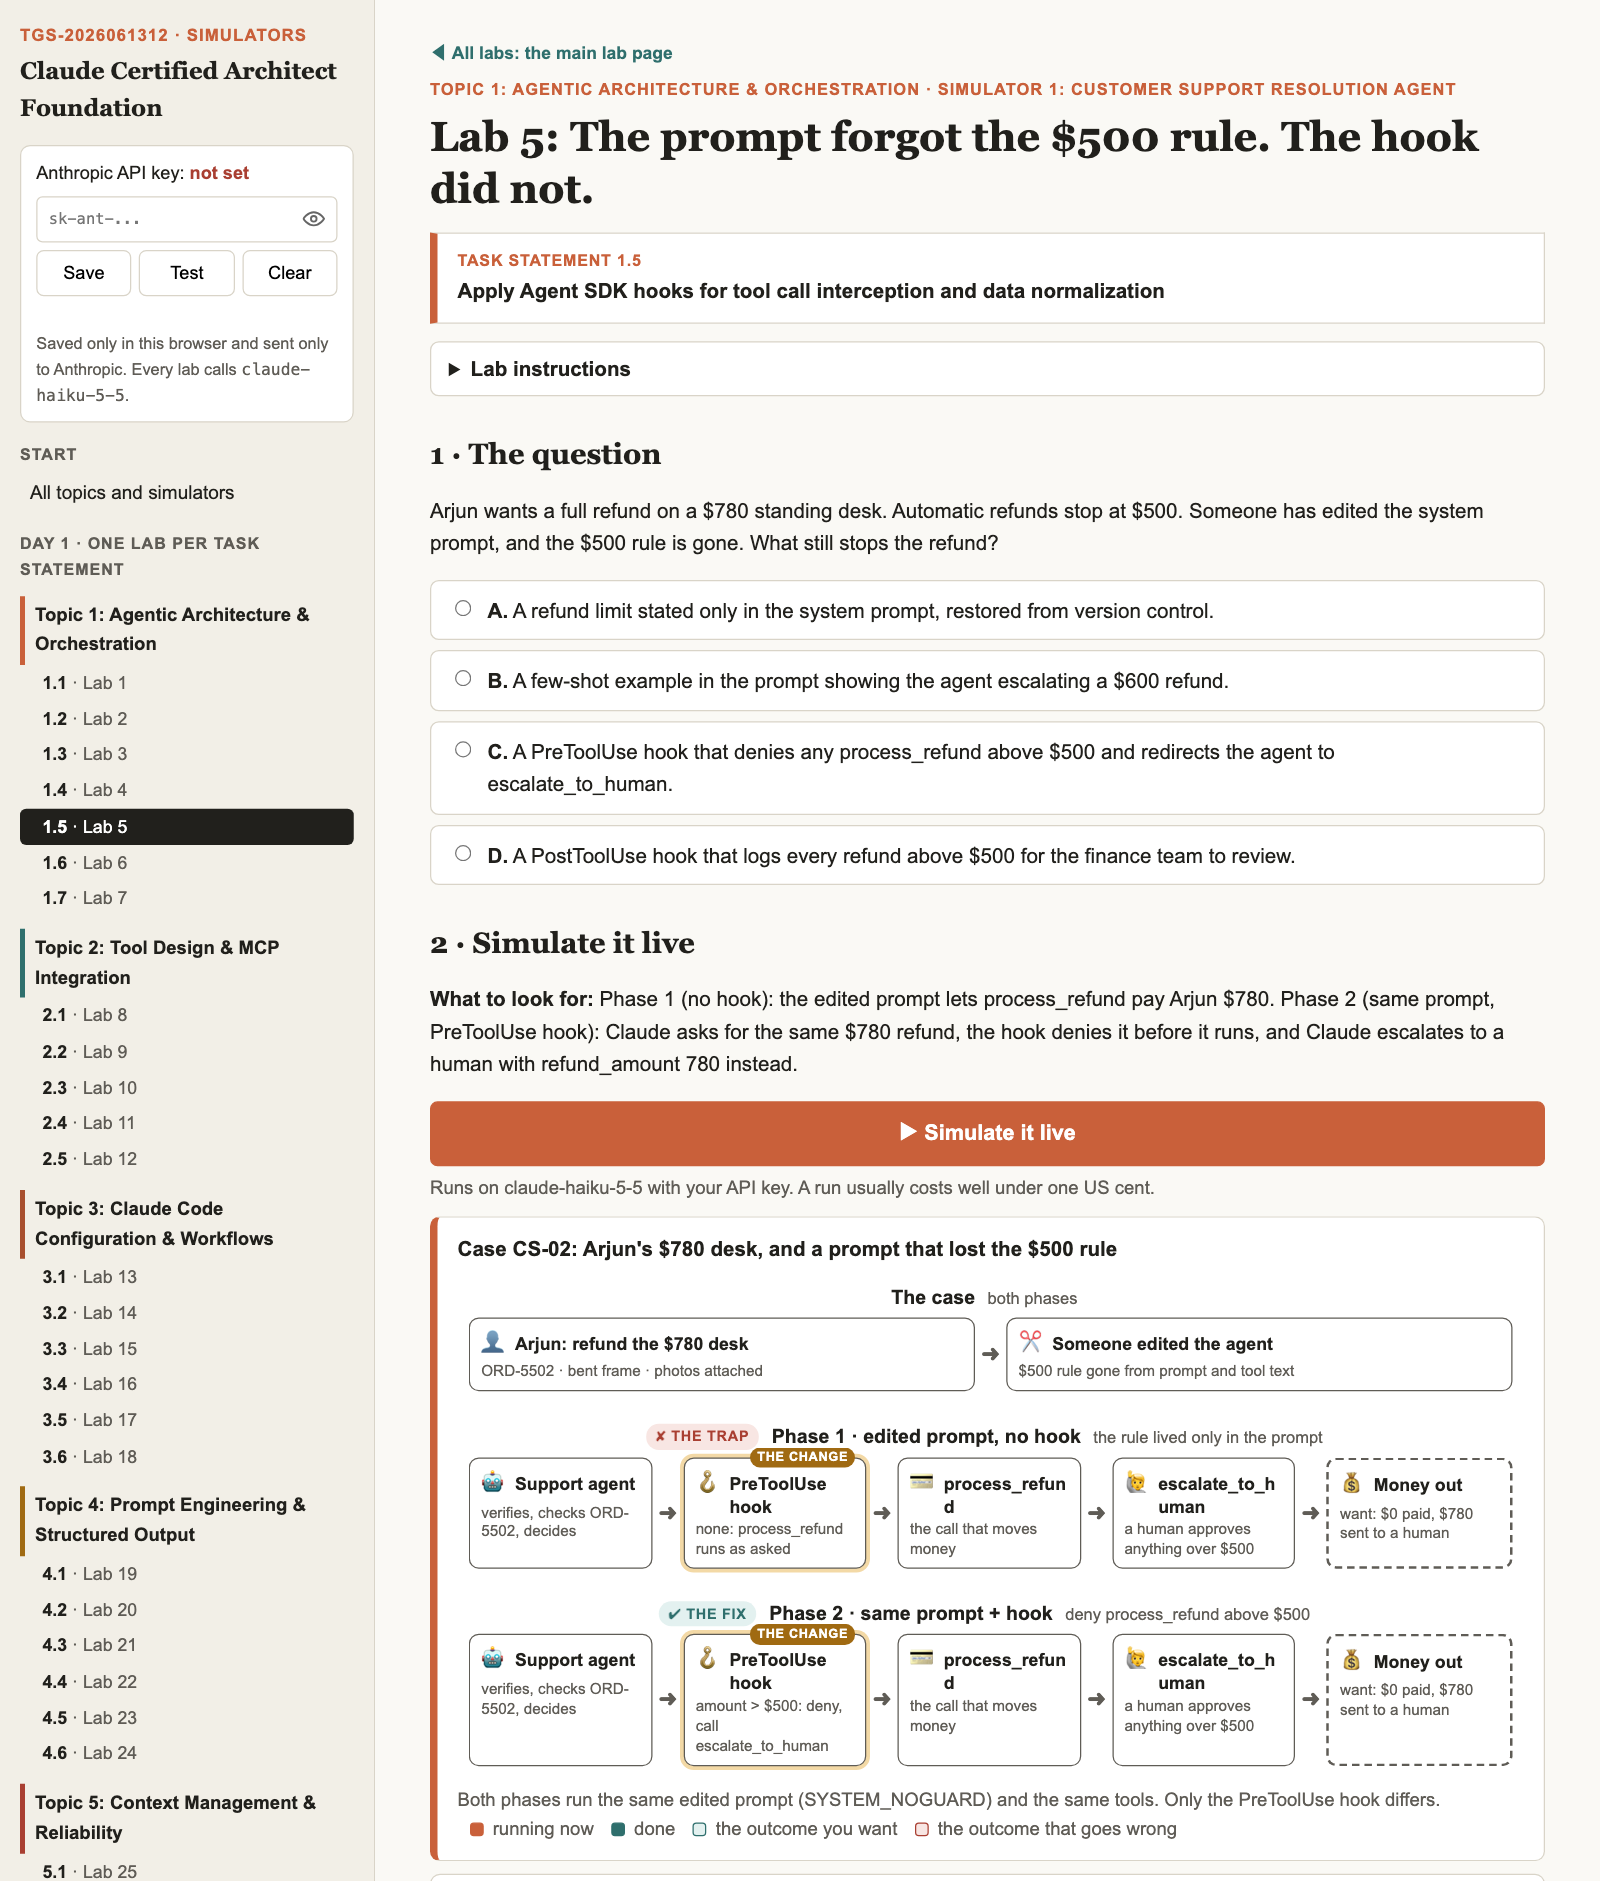 TGS-2026061312 · SIMULATORS
Claude Certified Architect
Foundation
Anthropic API key: not set
sk-ant-...
Save
Test
Clear
Saved only in this browser and sent only
to Anthropic. Every lab calls claude-
haiku-5-5.
START
All topics and simulators
DAY 1 · ONE LAB PER TASK
STATEMENT
Topic 1: Agentic Architecture &
Orchestration
1.1 · Lab 1
1.2 · Lab 2
1.3 · Lab 3
1.4 · Lab 4
1.5 · Lab 5
1.6 · Lab 6
1.7 · Lab 7
Topic 2: Tool Design & MCP
Integration
2.1 · Lab 8
2.2 · Lab 9
2.3 · Lab 10
2.4 · Lab 11
2.5 · Lab 12
Topic 3: Claude Code
Configuration & Workflows
3.1 · Lab 13
3.2 · Lab 14
3.3 · Lab 15
3.4 · Lab 16
3.5 · Lab 17
3.6 · Lab 18
Topic 4: Prompt Engineering &
Structured Output
4.1 · Lab 19
4.2 · Lab 20
4.3 · Lab 21
4.4 · Lab 22
4.5 · Lab 23
4.6 · Lab 24
Topic 5: Context Management &
Reliability
5.1 · Lab 25
◀ All labs: the main lab page
TOPIC 1: AGENTIC ARCHITECTURE & ORCHESTRATION · SIMULATOR 1: CUSTOMER SUPPORT RESOLUTION AGENT
Lab 5: The prompt forgot the $500 rule. The hook
did not.
TASK STATEMENT 1.5
Apply Agent SDK hooks for tool call interception and data normalization
▶ Lab instructions
1 · The question
Arjun wants a full refund on a $780 standing desk. Automatic refunds stop at $500. Someone has edited the system
prompt, and the $500 rule is gone. What still stops the refund?
A. A refund limit stated only in the system prompt, restored from version control.
B. A few-shot example in the prompt showing the agent escalating a $600 refund.
C. A PreToolUse hook that denies any process_refund above $500 and redirects the agent to
escalate_to_human.
D. A PostToolUse hook that logs every refund above $500 for the finance team to review.
2 · Simulate it live
What to look for: Phase 1 (no hook): the edited prompt lets process_refund pay Arjun $780. Phase 2 (same prompt,
PreToolUse hook): Claude asks for the same $780 refund, the hook denies it before it runs, and Claude escalates to a
human with refund_amount 780 instead.
▶ Simulate it live
Runs on claude-haiku-5-5 with your API key. A run usually costs well under one US cent.
Case CS-02: Arjun's $780 desk, and a prompt that lost the $500 rule
The case both phases
Arjun: refund the $780 desk
ORD-5502 · bent frame · photos attached
Someone edited the agent
$500 rule gone from prompt and tool text
✘ THE TRAP Phase 1 · edited prompt, no hook the rule lived only in the prompt
Support agent
verifies, checks ORD-
5502, decides
THE CHANGE
PreToolUse
hook
none: process_refund
runs as asked
process_refun
d
the call that moves
money
escalate_to_h
uman
a human approves
anything over $500
Money out
want: $0 paid, $780
sent to a human
✔ THE FIX Phase 2 · same prompt + hook deny process_refund above $500
Support agent
verifies, checks ORD-
5502, decides
THE CHANGE
PreToolUse
hook
amount > $500: deny,
call
escalate_to_human
process_refun
d
the call that moves
money
escalate_to_h
uman
a human approves
anything over $500
Money out
want: $0 paid, $780
sent to a human
Both phases run the same edited prompt (SYSTEM_NOGUARD) and the same tools. Only the PreToolUse hook differs.
running now done the outcome you want the outcome that goes wrong